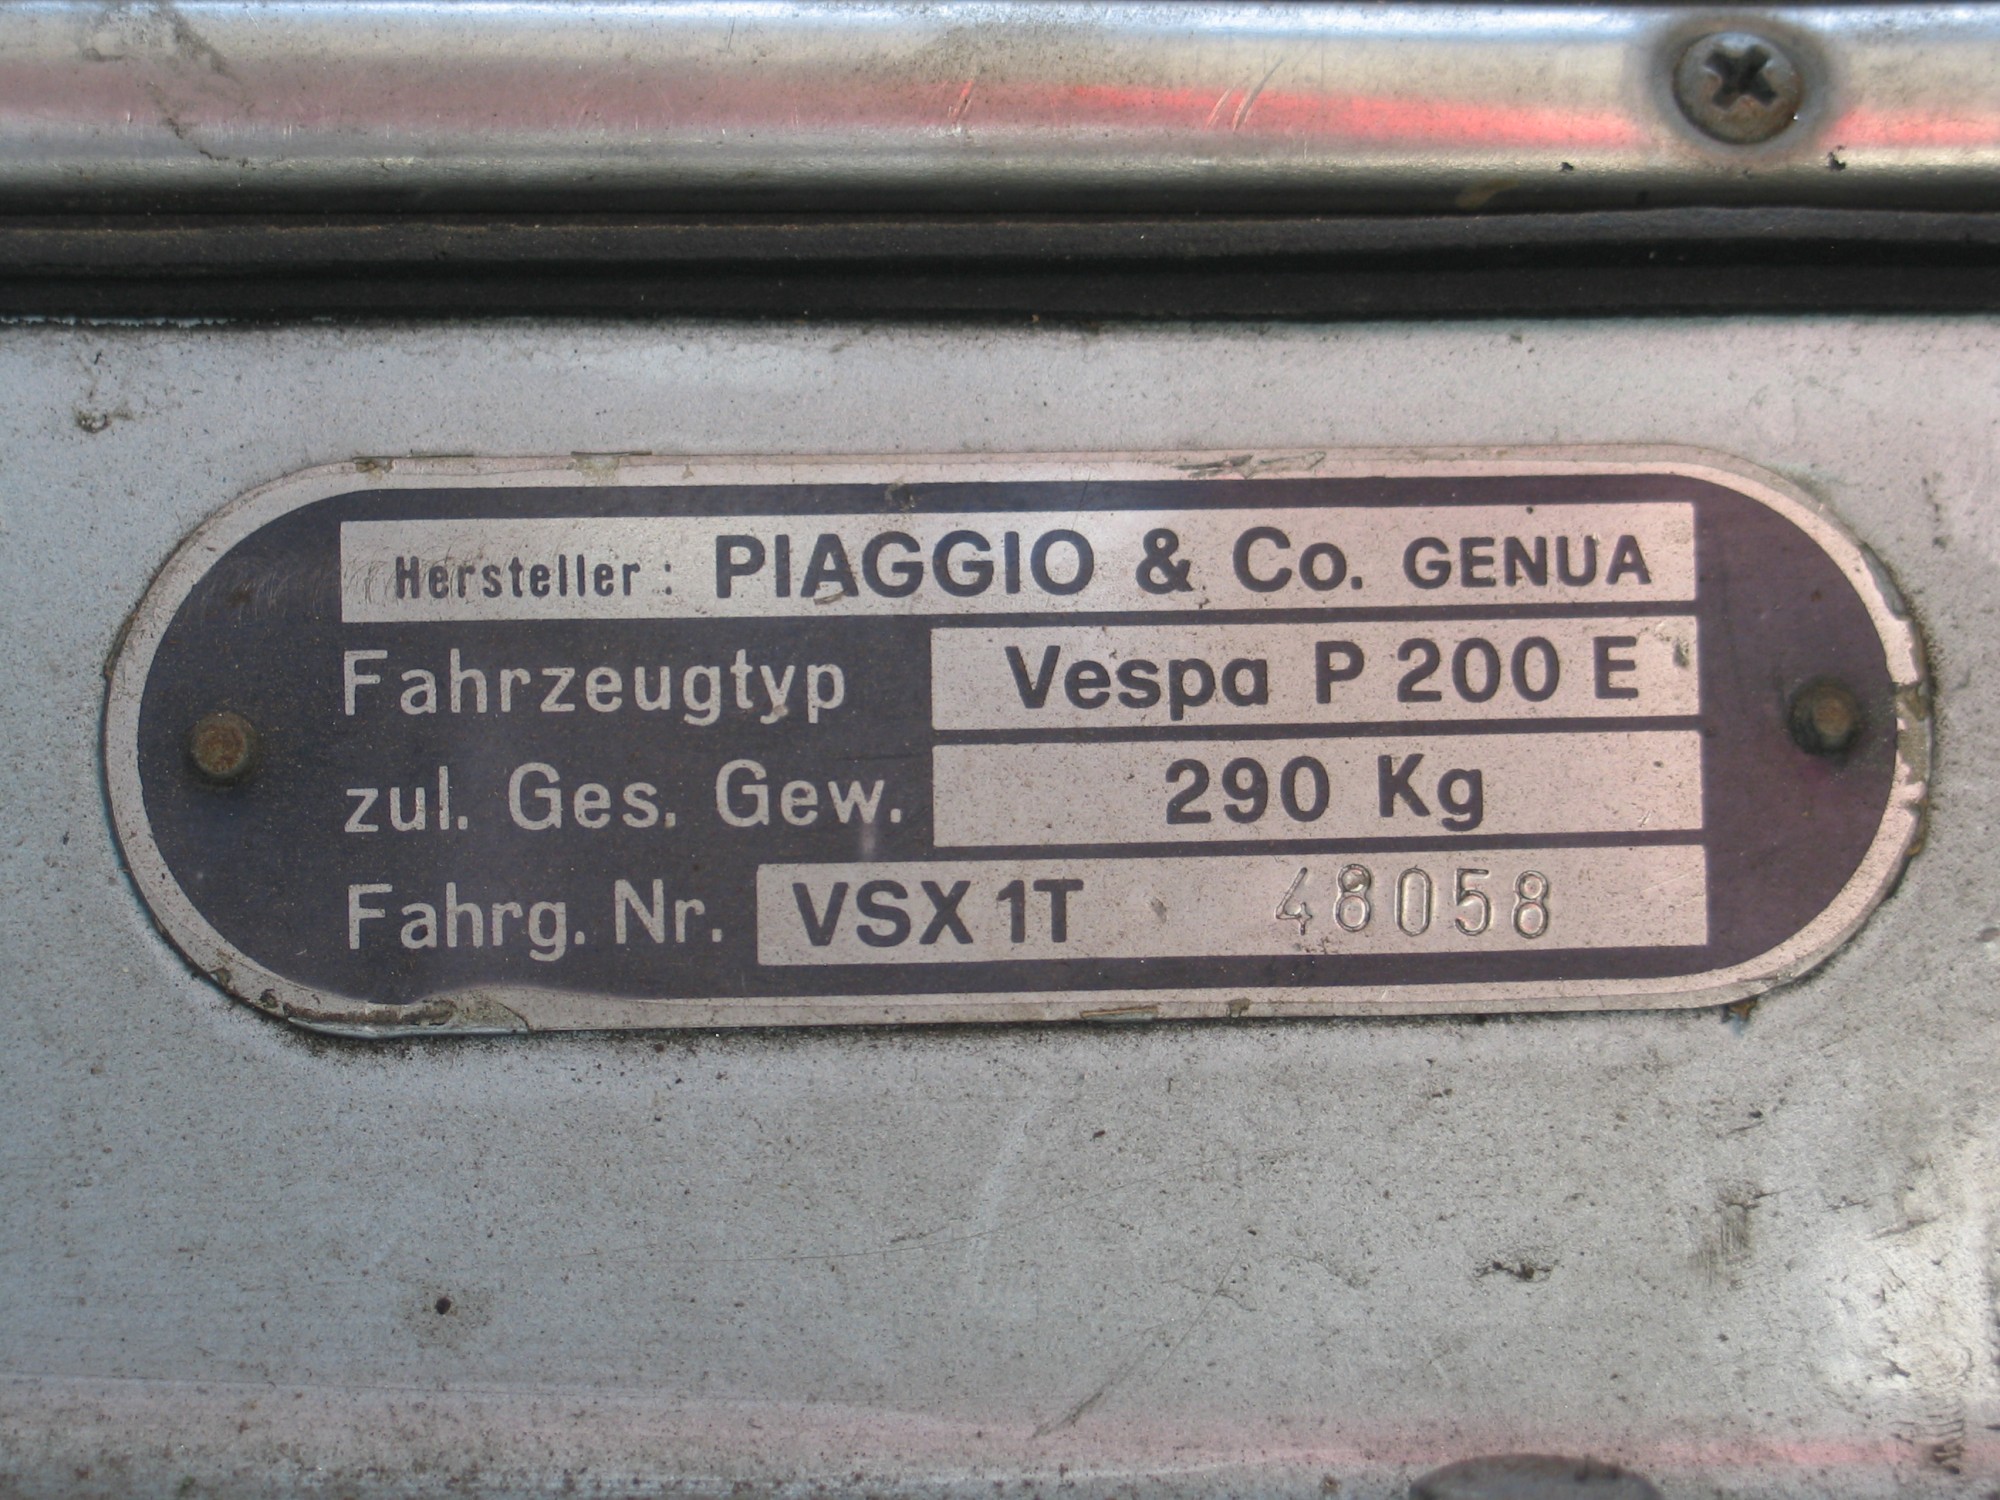 Hersteller: PIAGGIO & Co. GENUA
Fahrzeugtyp Vespa P 200 E
zul. Ges. Gew. 290 Kg
Fahrg. Nr. VSX 1T 48058